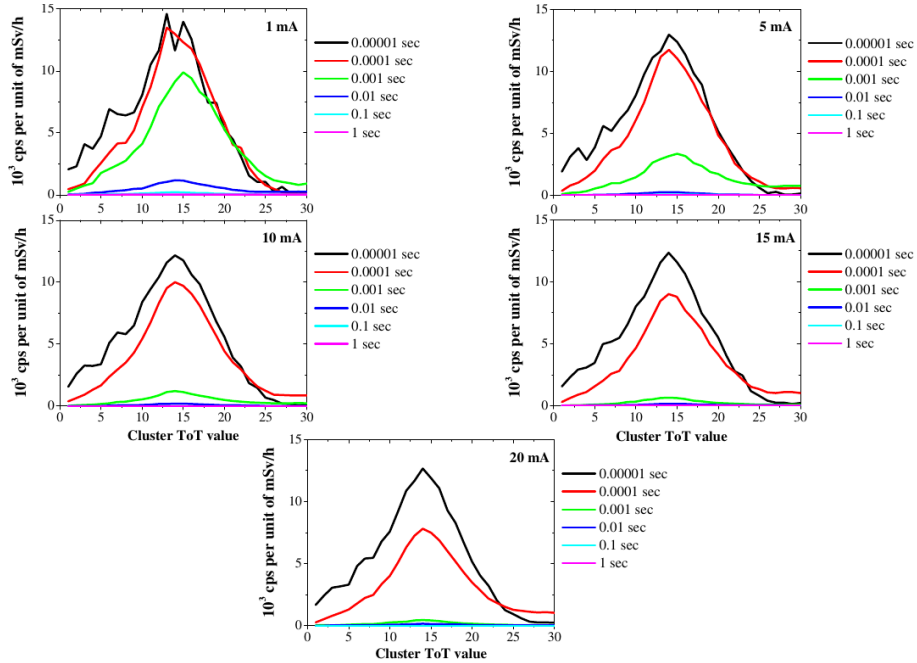 1 mA
10³ cps per unit of mSv/h
15
10
5
0
0 5 10 15 20 25 30
0.00001 sec
0.0001 sec
0.001 sec
0.01 sec
0.1 sec
1 sec
5 mA
10³ cps per unit of mSv/h
15
10
5
0
0 5 10 15 20 25 30
0.00001 sec
0.0001 sec
0.001 sec
0.01 sec
0.1 sec
1 sec
10 mA
10³ cps per unit of mSv/h
15
10
5
0
0 5 10 15 20 25 30
Cluster ToT value
0.00001 sec
0.0001 sec
0.001 sec
0.01 sec
0.1 sec
1 sec
15 mA
10³ cps per unit of mSv/h
15
10
5
0
0 5 10 15 20 25 30
Cluster ToT value
0.00001 sec
0.0001 sec
0.001 sec
0.01 sec
0.1 sec
1 sec
20 mA
10³ cps per unit of mSv/h
15
10
5
0
0 5 10 15 20 25 30
Cluster ToT value
0.00001 sec
0.0001 sec
0.001 sec
0.01 sec
0.1 sec
1 sec